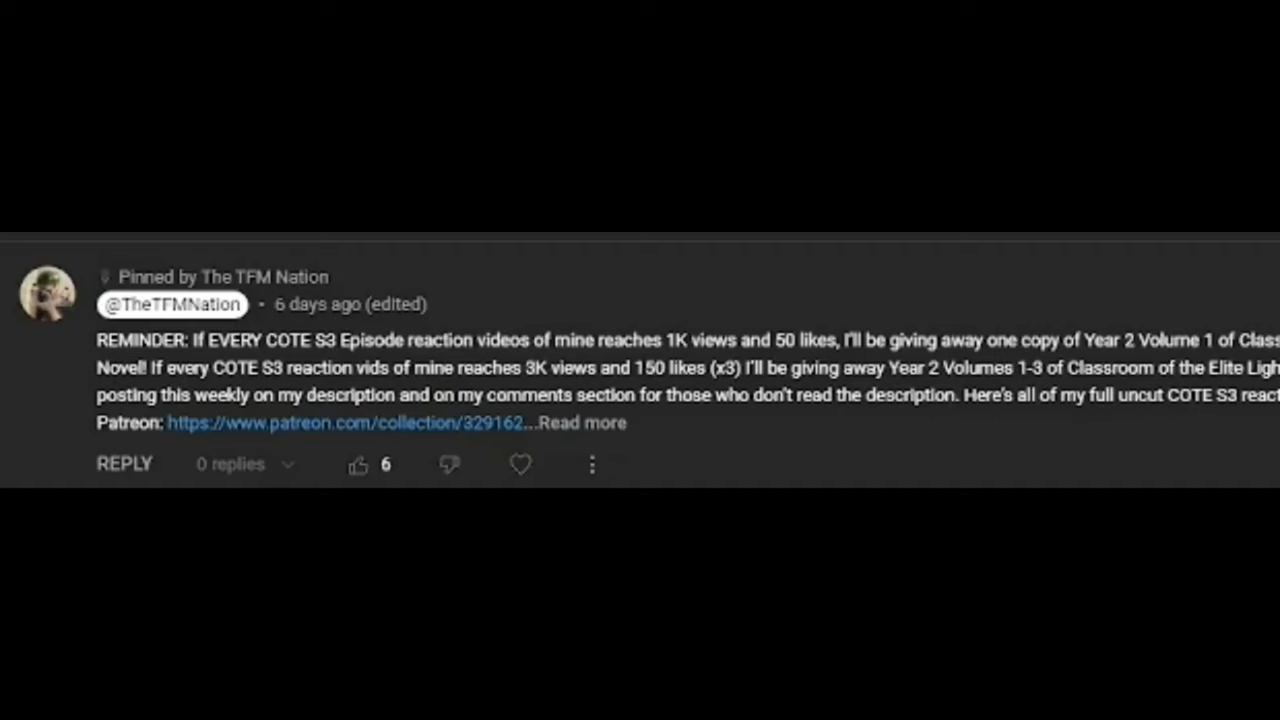 Pinned by The TFM Nation
@TheTFMNation • 6 days ago (edited)
REMINDER: If EVERY COTE S3 Episode reaction videos of mine reaches 1K views and 50 likes, I'll be giving away one copy of Year 2 Volume 1 of Clas
Novel! If every COTE S3 reaction vids of mine reaches 3K views and 150 likes (x3) I'll be giving away Year 2 Volumes 1-3 of Classroom of the Elite Ligh
posting this weekly on my description and on my comments section for those who don't read the description. Here's all of my full uncut COTE S3 react
Patreon: https://www.patreon.com/collection/329162...Read more
REPLY 0 replies 6